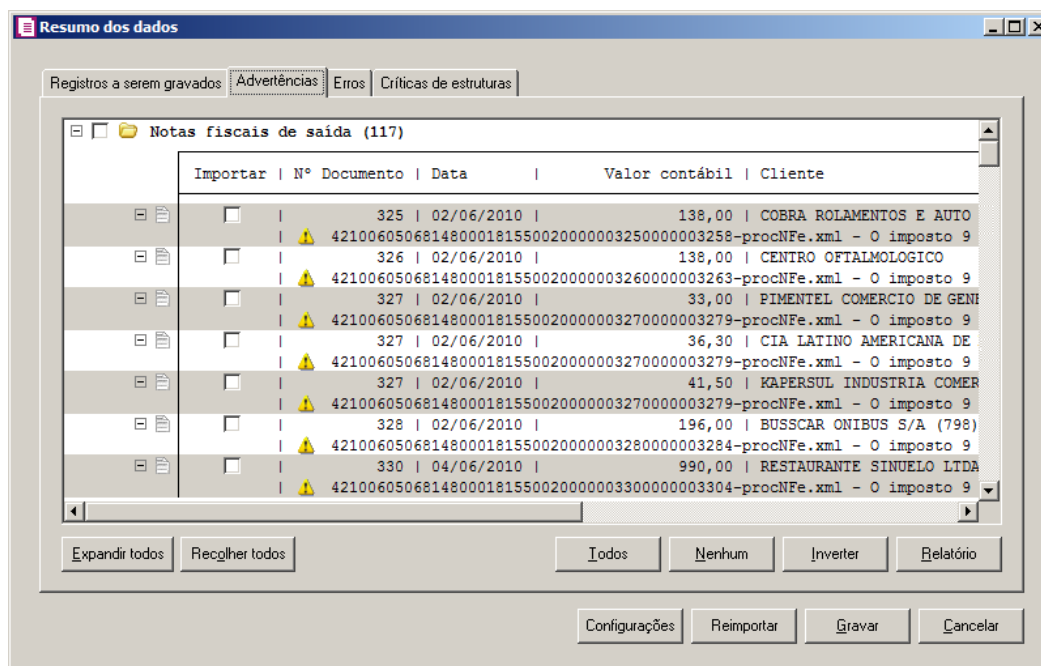 Resumo dos dados
Registros a serem gravados Advertências Erros Críticas de estruturas
Notas fiscais de saída (117)
Importar | Nº Documento | Data | Valor contábil | Cliente
| 325 | 02/06/2010 | 138,00 | COBRA ROLAMENTOS E AUTO
| 42100605068148000181550020000003250000003258-procNFe.xml - O imposto 9
| 326 | 02/06/2010 | 138,00 | CENTRO OFTALMOLOGICO
| 42100605068148000181550020000003260000003263-procNFe.xml - O imposto 9
| 327 | 02/06/2010 | 33,00 | PIMENTEL COMERCIO DE GENE
| 42100605068148000181550020000003270000003279-procNFe.xml - O imposto 9
| 327 | 02/06/2010 | 36,30 | CIA LATINO AMERICANA DE
| 42100605068148000181550020000003270000003279-procNFe.xml - O imposto 9
| 327 | 02/06/2010 | 41,50 | KAPERSUL INDUSTRIA COMER
| 42100605068148000181550020000003270000003279-procNFe.xml - O imposto 9
| 328 | 02/06/2010 | 196,00 | BUSSCAR ONIBUS S/A (798)
| 42100605068148000181550020000003280000003284-procNFe.xml - O imposto 9
| 330 | 04/06/2010 | 990,00 | RESTAURANTE SINUELO LTDA
| 42100605068148000181550020000003300000003304-procNFe.xml - O imposto 9
Expandir todos Recolher todos Todos Nenhum Inverter Relatório
Configurações Reimportar Gravar Cancelar